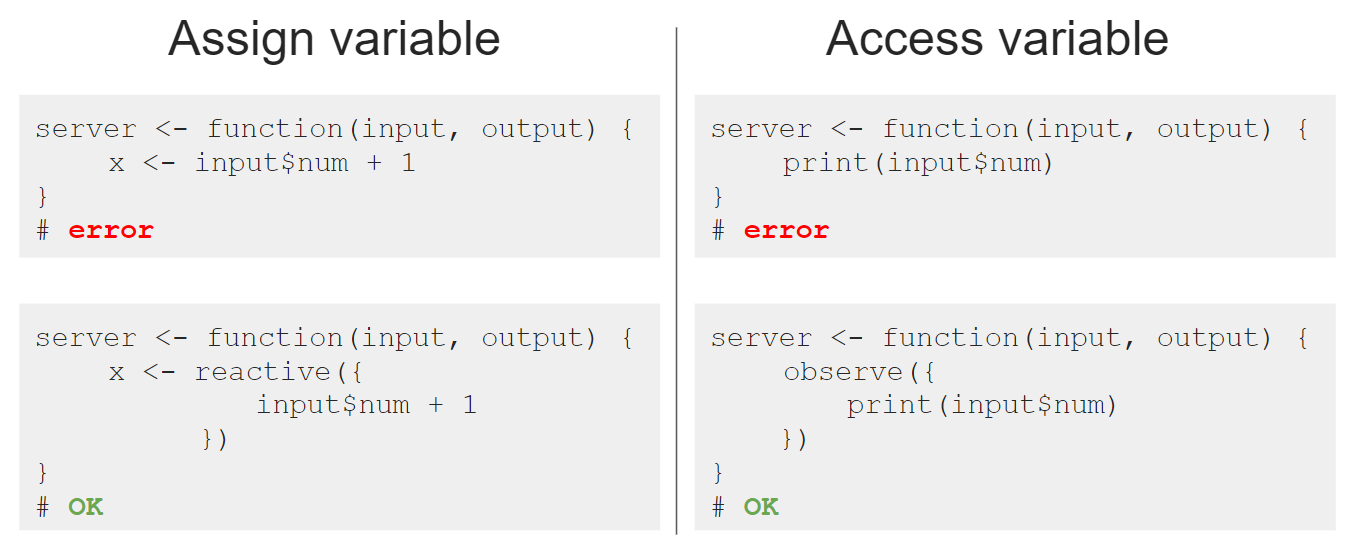 Assign variable
server <- function(input, output) {
    x <- input$num + 1
}
# error
server <- function(input, output) {
    x <- reactive({
            input$num + 1
         })
}
# OK
Access variable
server <- function(input, output) {
    print(input$num)
}
# error
server <- function(input, output) {
    observe({
        print(input$num)
    })
}
# OK